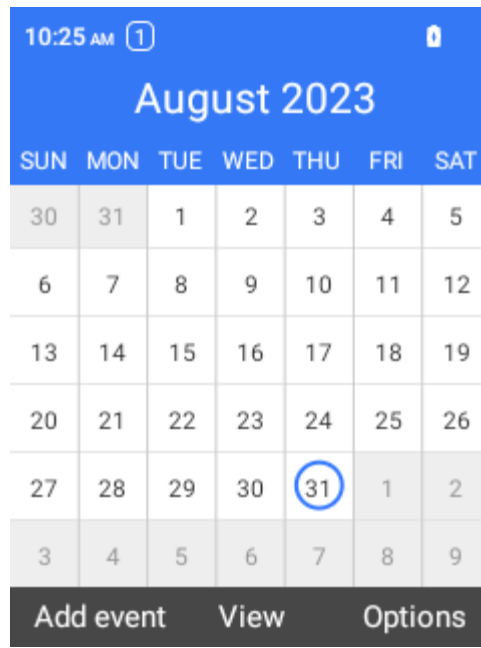 10:25 AM 1
August 2023
SUN MON TUE WED THU FRI SAT
30 31 1 2 3 4 5
6 7 8 9 10 11 12
13 14 15 16 17 18 19
20 21 22 23 24 25 26
27 28 29 30 31 1 2
3 4 5 6 7 8 9
Add event View Options